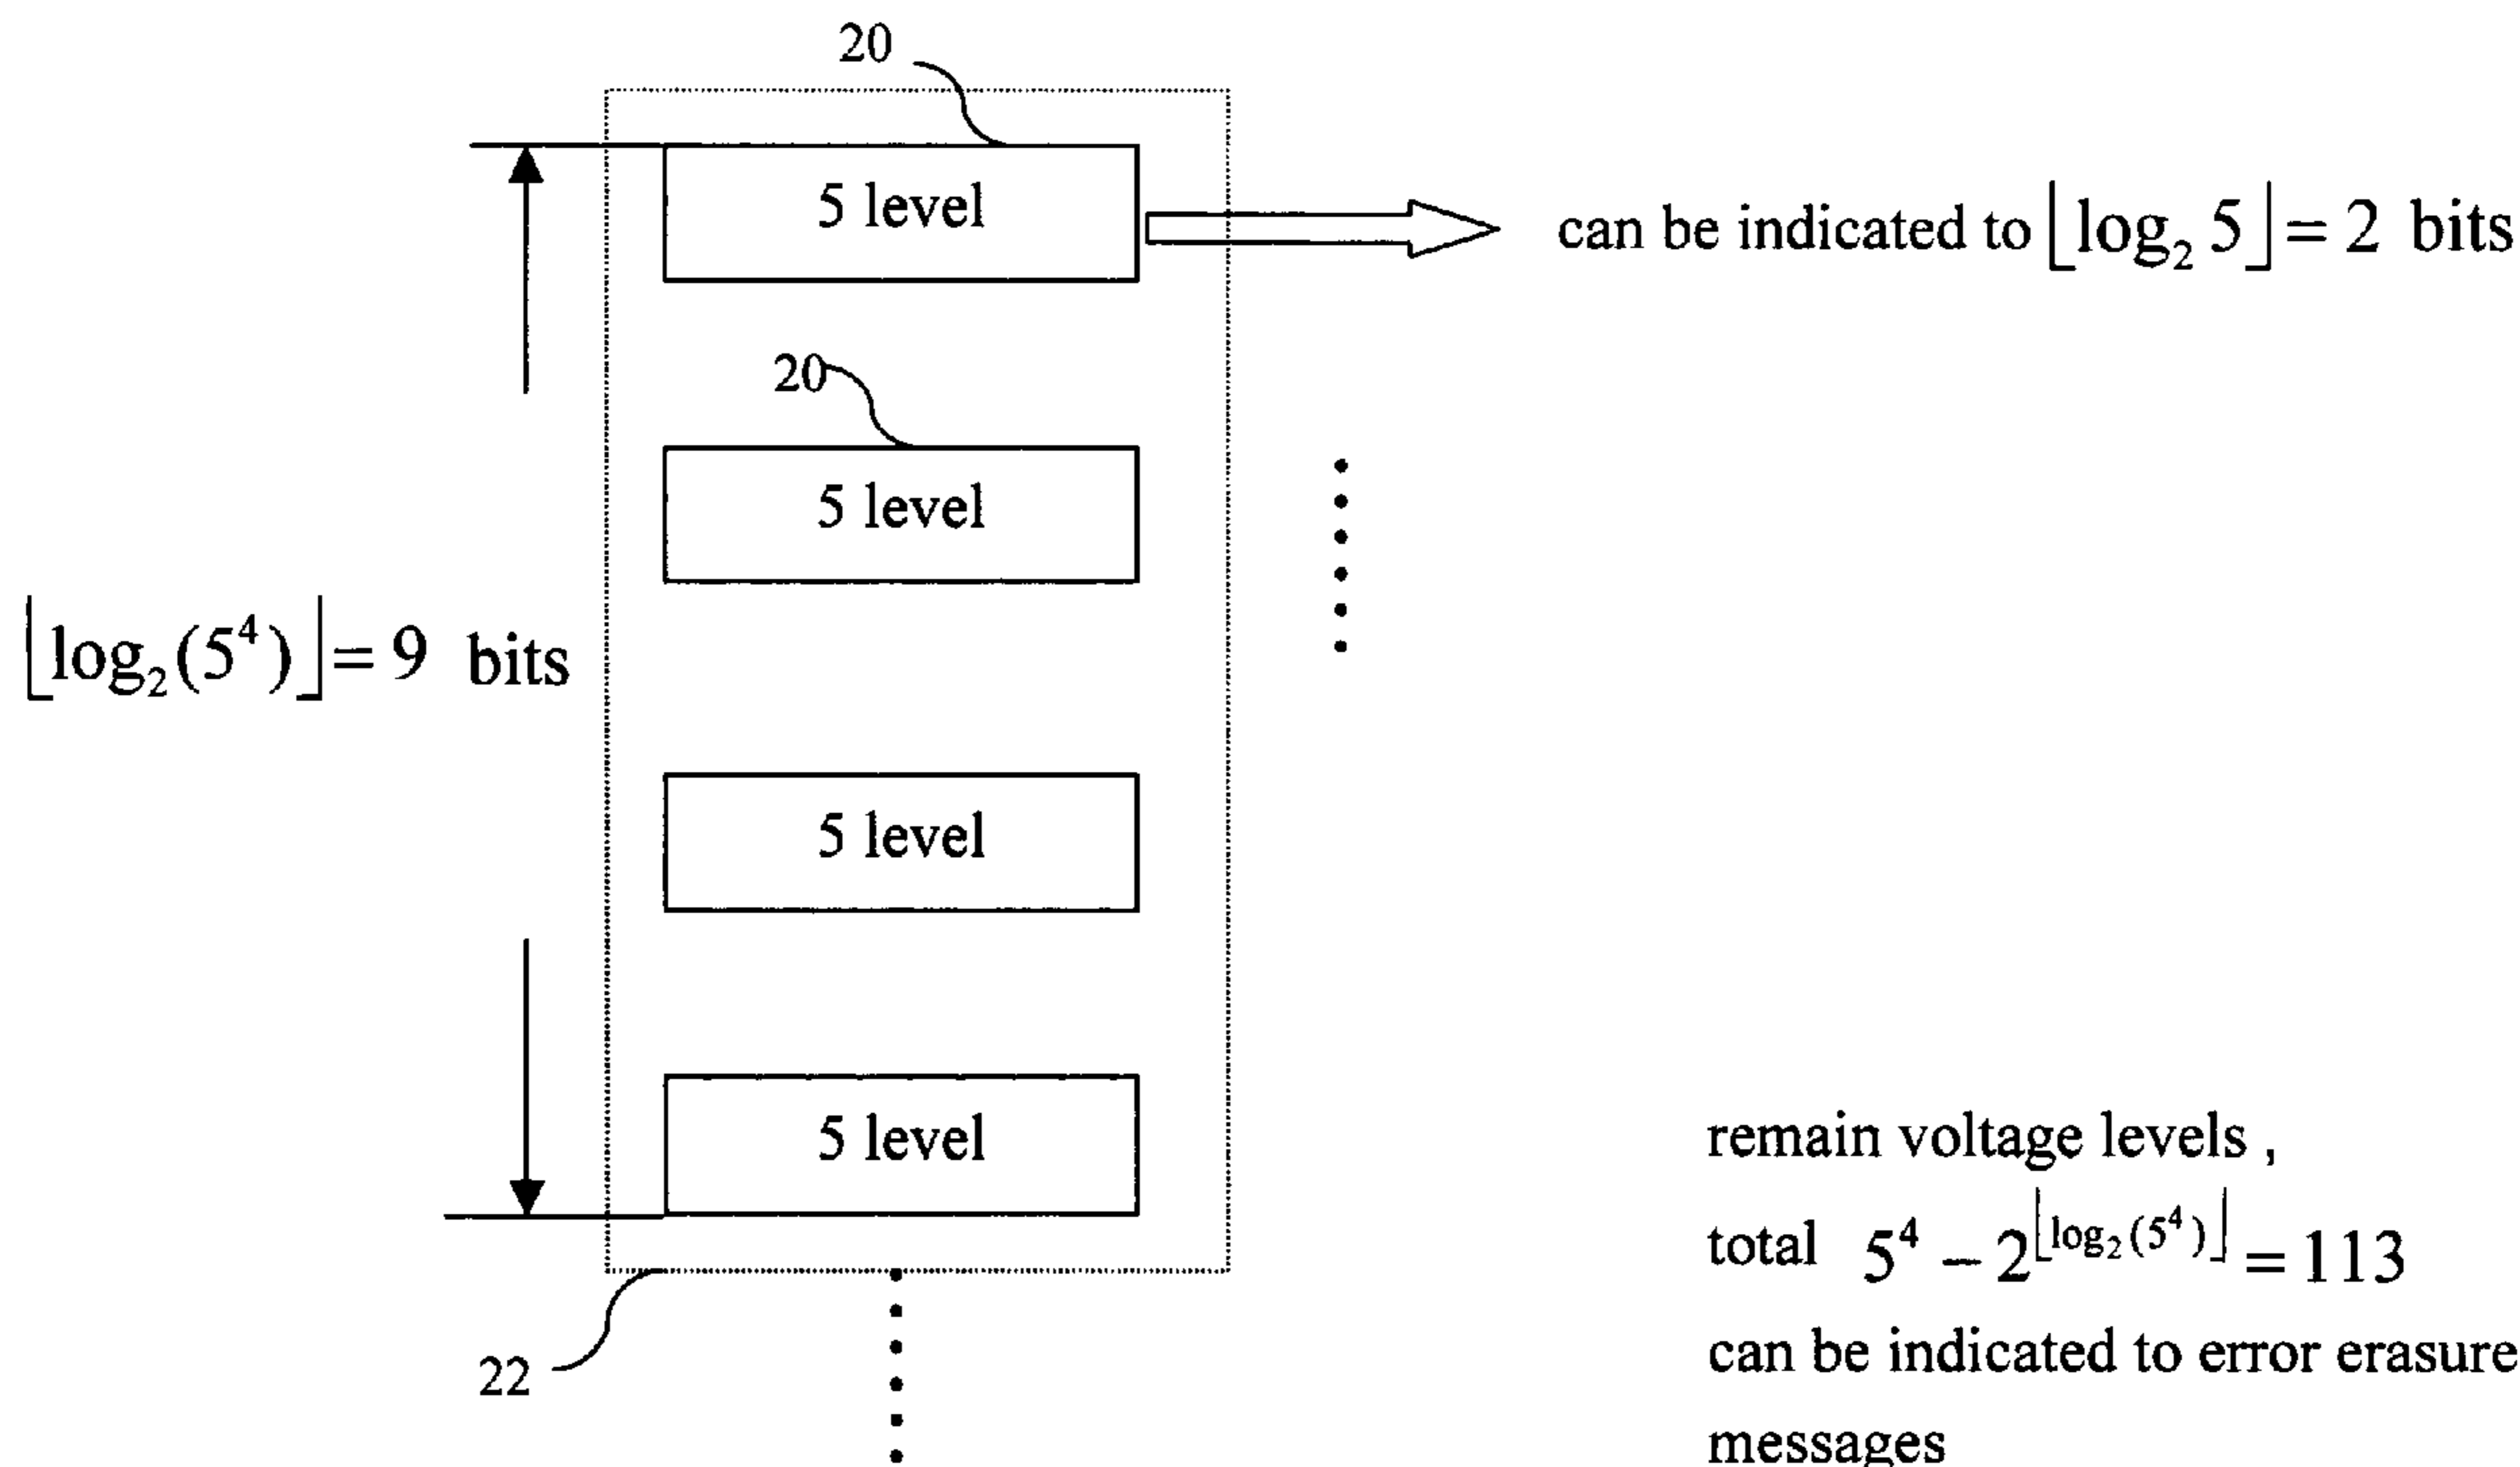 20
5 level
can be indicated to ⌊log₂ 5⌋ = 2 bits
20
5 level
⌊log₂(5⁴)⌋ = 9 bits
5 level
5 level
remain voltage levels ,
total 5⁴ − 2^⌊log₂(5⁴)⌋ = 113
can be indicated to error erasure
messages
22